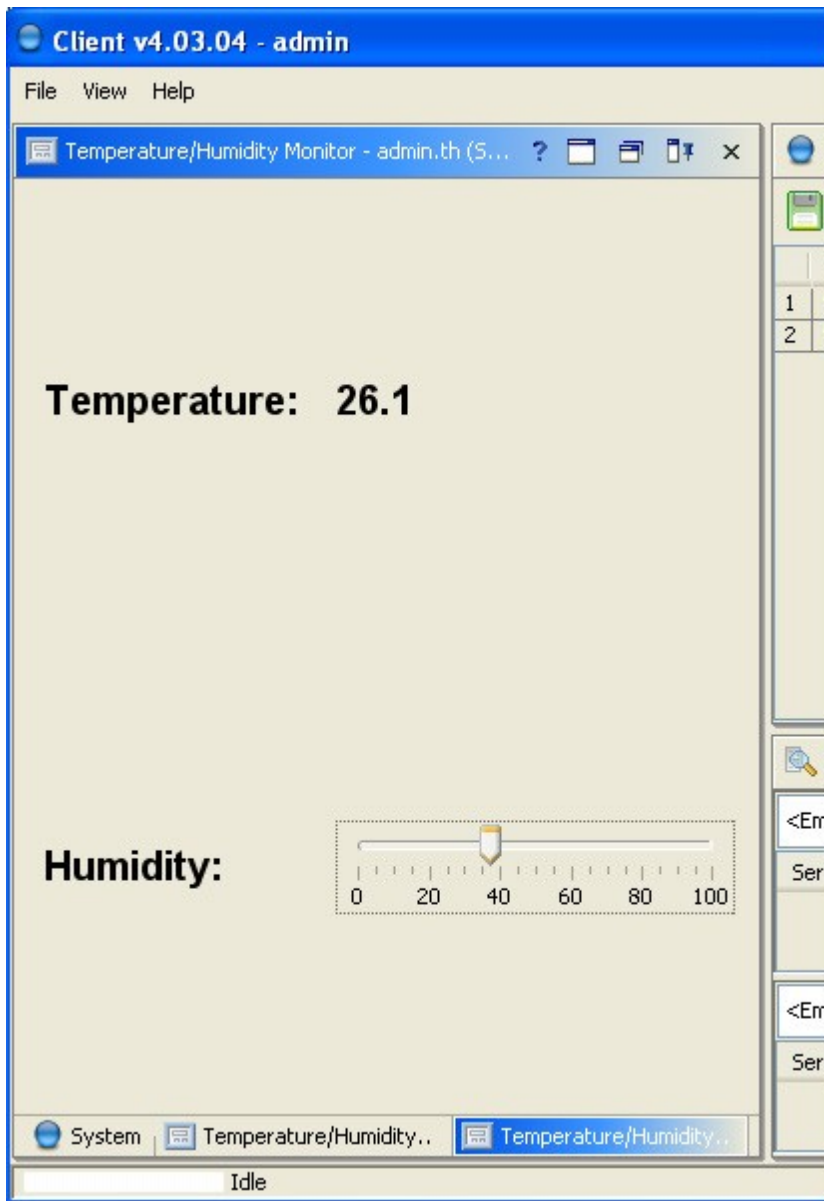 Client v4.03.04 - admin
File View Help
Temperature/Humidity Monitor - admin.th (S... ?
1
2
Temperature: 26.1
Humidity:
0 20 40 60 80 100
<Em
Ser
<Em
Ser
System Temperature/Humidity.. Temperature/Humidity..
Idle